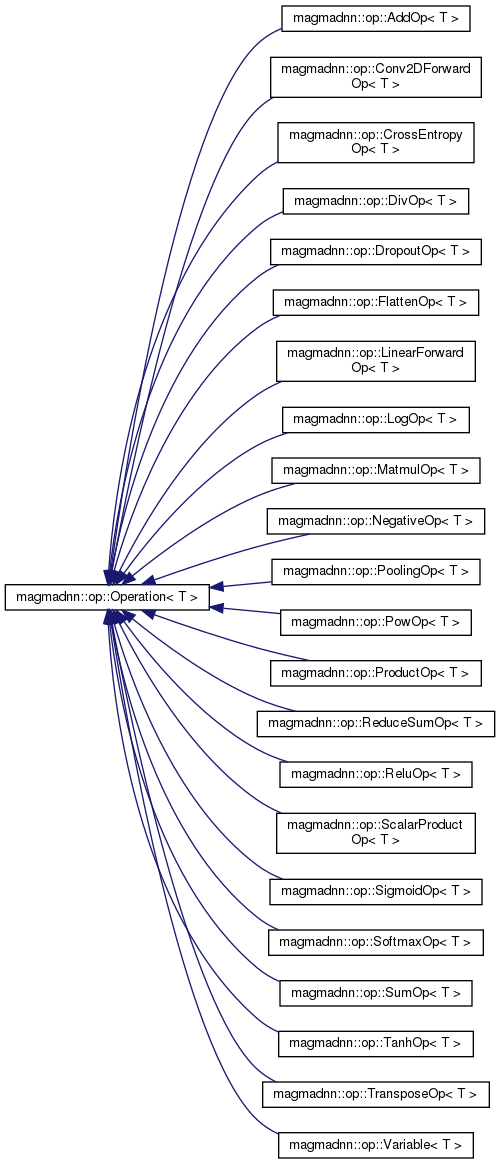 magmadnn::op::AddOp< T >
magmadnn::op::Conv2DForward
Op< T >
magmadnn::op::CrossEntropy
Op< T >
magmadnn::op::DivOp< T >
magmadnn::op::DropoutOp< T >
magmadnn::op::FlattenOp< T >
magmadnn::op::LinearForward
Op< T >
magmadnn::op::LogOp< T >
magmadnn::op::MatmulOp< T >
magmadnn::op::NegativeOp< T >
magmadnn::op::PoolingOp< T >
magmadnn::op::Operation< T >
magmadnn::op::PowOp< T >
magmadnn::op::ProductOp< T >
magmadnn::op::ReduceSumOp< T >
magmadnn::op::ReluOp< T >
magmadnn::op::ScalarProduct
Op< T >
magmadnn::op::SigmoidOp< T >
magmadnn::op::SoftmaxOp< T >
magmadnn::op::SumOp< T >
magmadnn::op::TanhOp< T >
magmadnn::op::TransposeOp< T >
magmadnn::op::Variable< T >